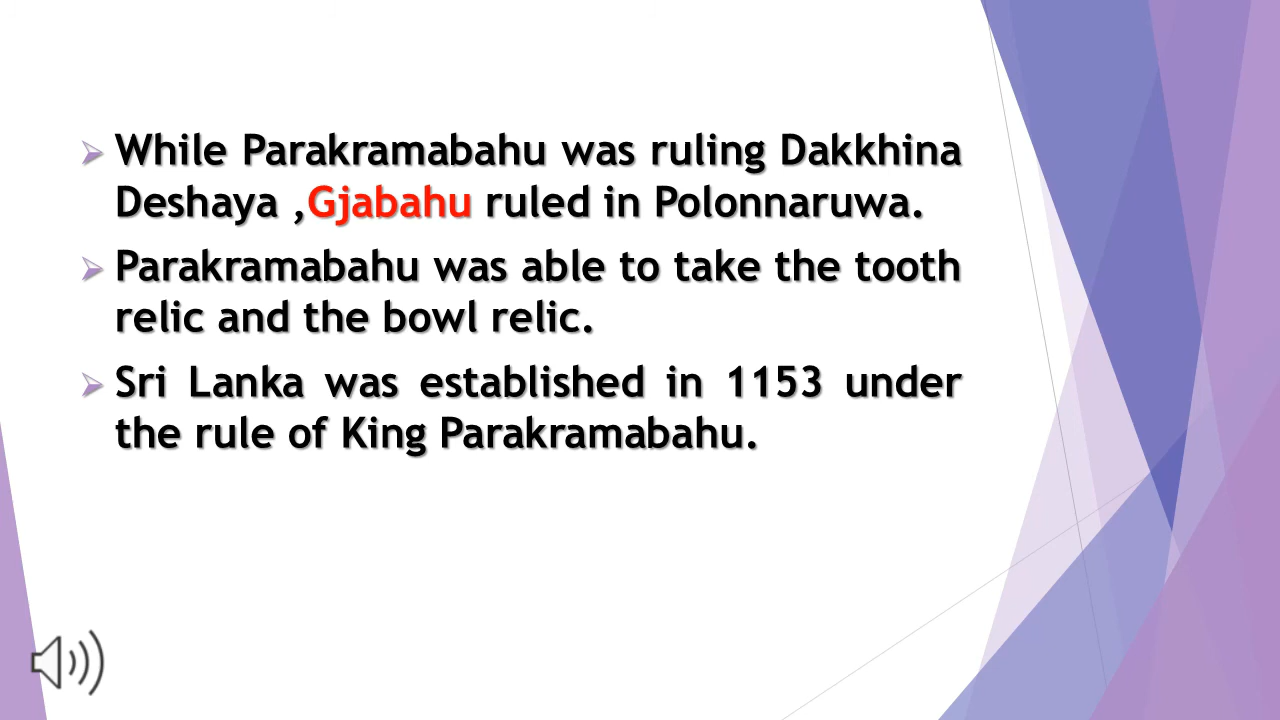 While Parakramabahu was ruling Dakkhina
Deshaya ,Gjabahu ruled in Polonnaruwa.
Parakramabahu was able to take the tooth
relic and the bowl relic.
Sri Lanka was established in 1153 under
the rule of King Parakramabahu.